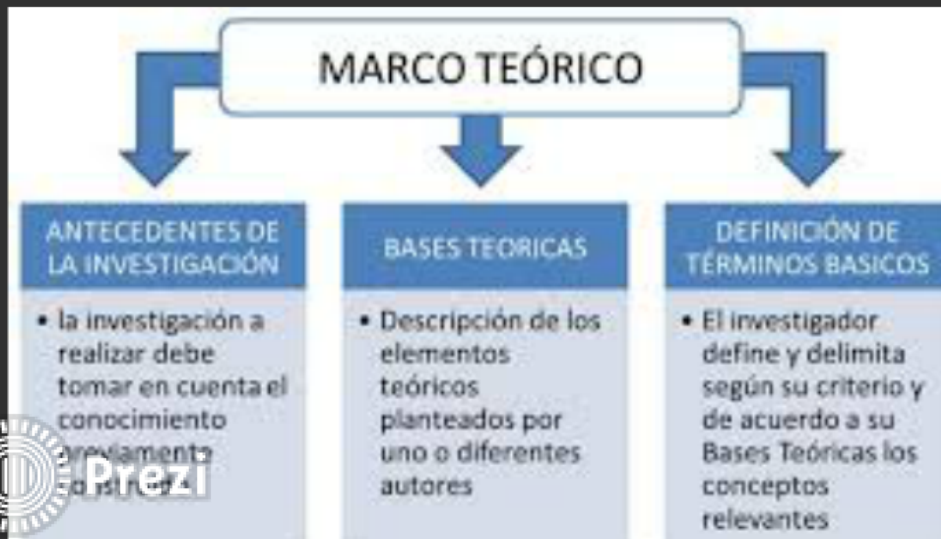 MARCO TEÓRICO
ANTECEDENTES DE
LA INVESTIGACIÓN
• la investigación a
realizar debe
tomar en cuenta el
conocimiento
previamente
construido
BASES TEORICAS
• Descripción de los
elementos
teóricos
planteados por
uno o diferentes
autores
DEFINICIÓN DE
TÉRMINOS BASICOS
• El investigador
define y delimita
según su criterio y
de acuerdo a su
Bases Teóricas los
conceptos
relevantes
Prezi